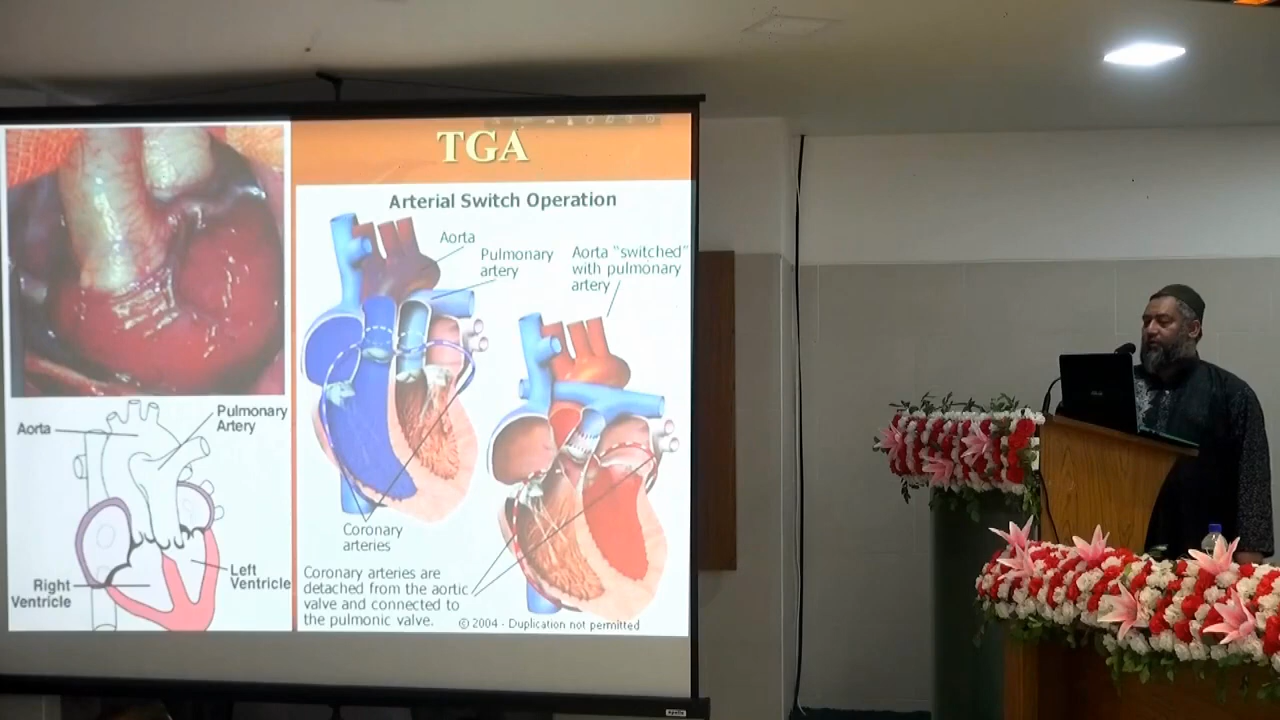 TGA
Arterial Switch Operation
Aorta
Pulmonary
artery
Aorta "switched"
with pulmonary
artery
Coronary
arteries
Coronary arteries are
detached from the aortic
valve and connected to
the pulmonic valve.
© 2004 - Duplication not permitted
Aorta
Pulmonary
Artery
Right
Ventricle
Left
Ventricle
Apollo